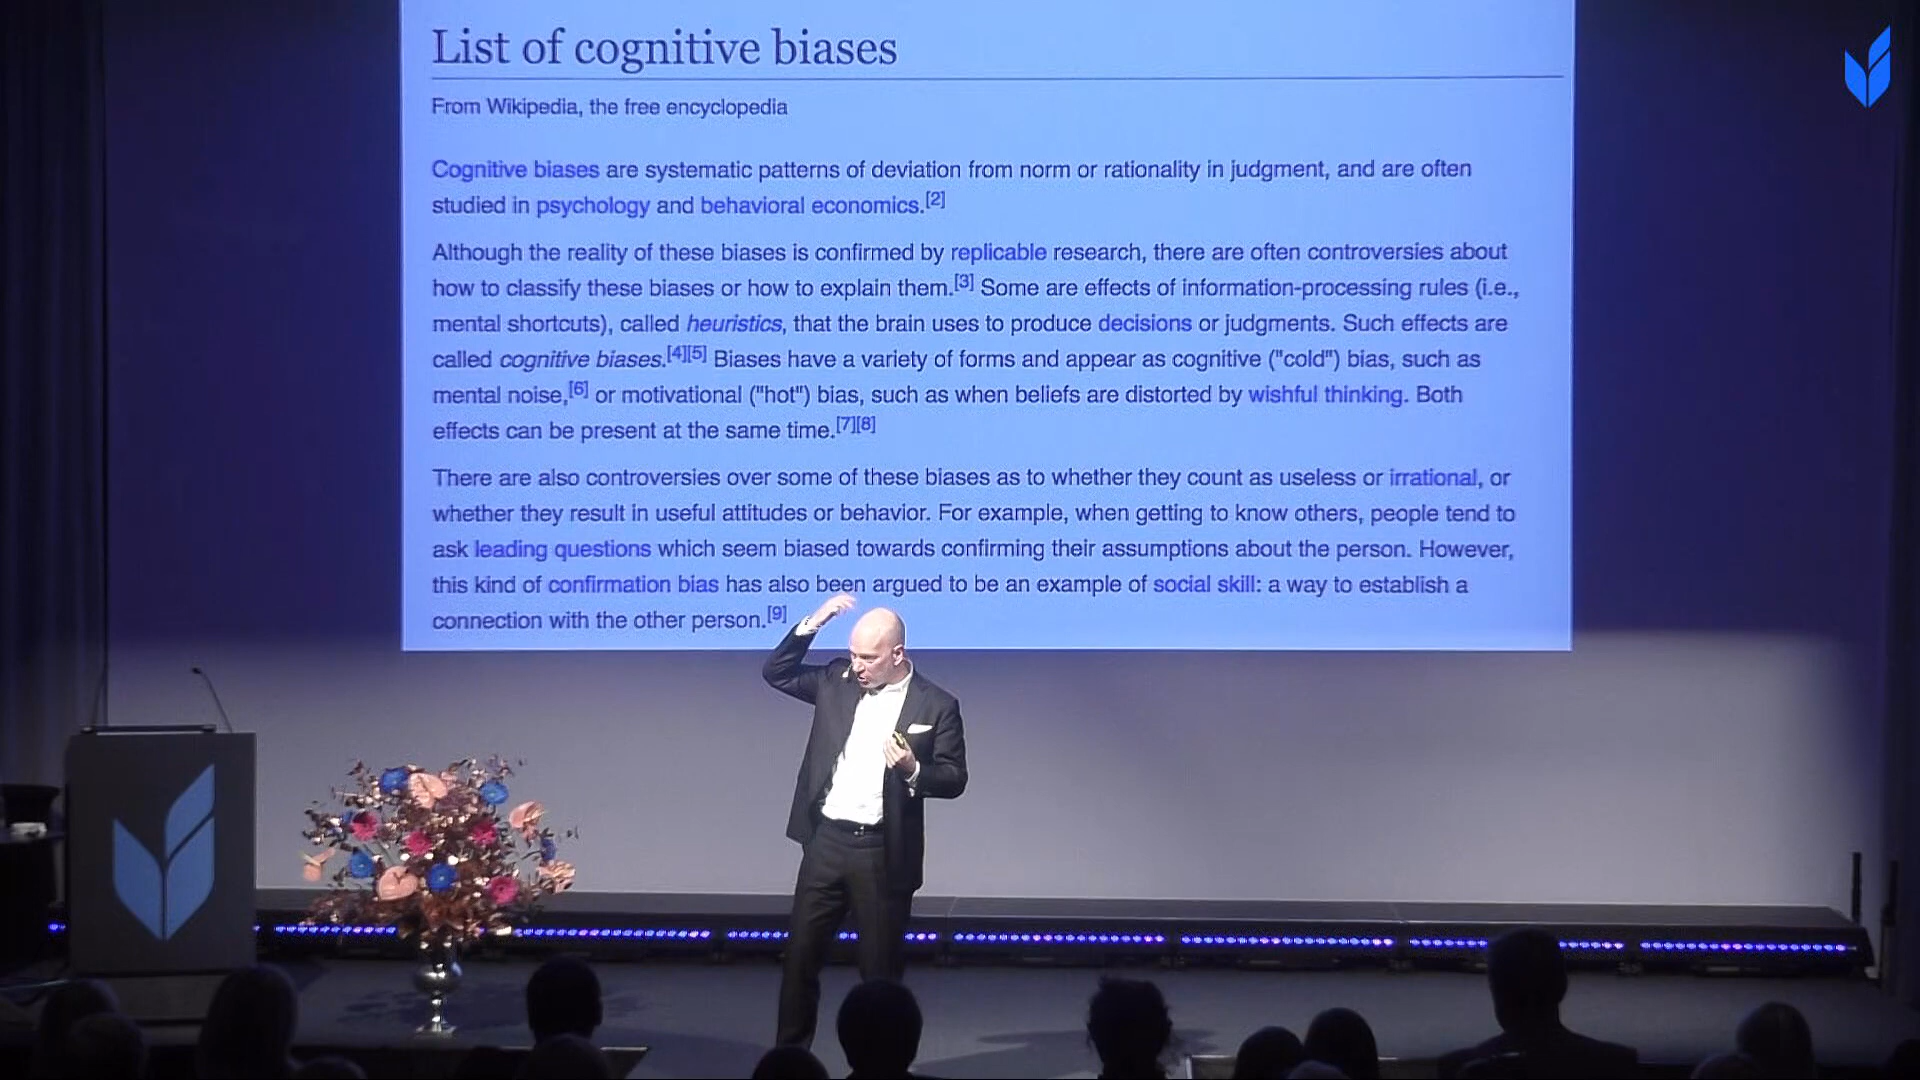 List of cognitive biases
From Wikipedia, the free encyclopedia
Cognitive biases are systematic patterns of deviation from norm or rationality in judgment, and are often
studied in psychology and behavioral economics.[2]
Although the reality of these biases is confirmed by replicable research, there are often controversies about
how to classify these biases or how to explain them.[3] Some are effects of information-processing rules (i.e.,
mental shortcuts), called heuristics, that the brain uses to produce decisions or judgments. Such effects are
called cognitive biases.[4][5] Biases have a variety of forms and appear as cognitive ("cold") bias, such as
mental noise,[6] or motivational ("hot") bias, such as when beliefs are distorted by wishful thinking. Both
effects can be present at the same time.[7][8]
There are also controversies over some of these biases as to whether they count as useless or irrational, or
whether they result in useful attitudes or behavior. For example, when getting to know others, people tend to
ask leading questions which seem biased towards confirming their assumptions about the person. However,
this kind of confirmation bias has also been argued to be an example of social skill: a way to establish a
connection with the other person.[9]